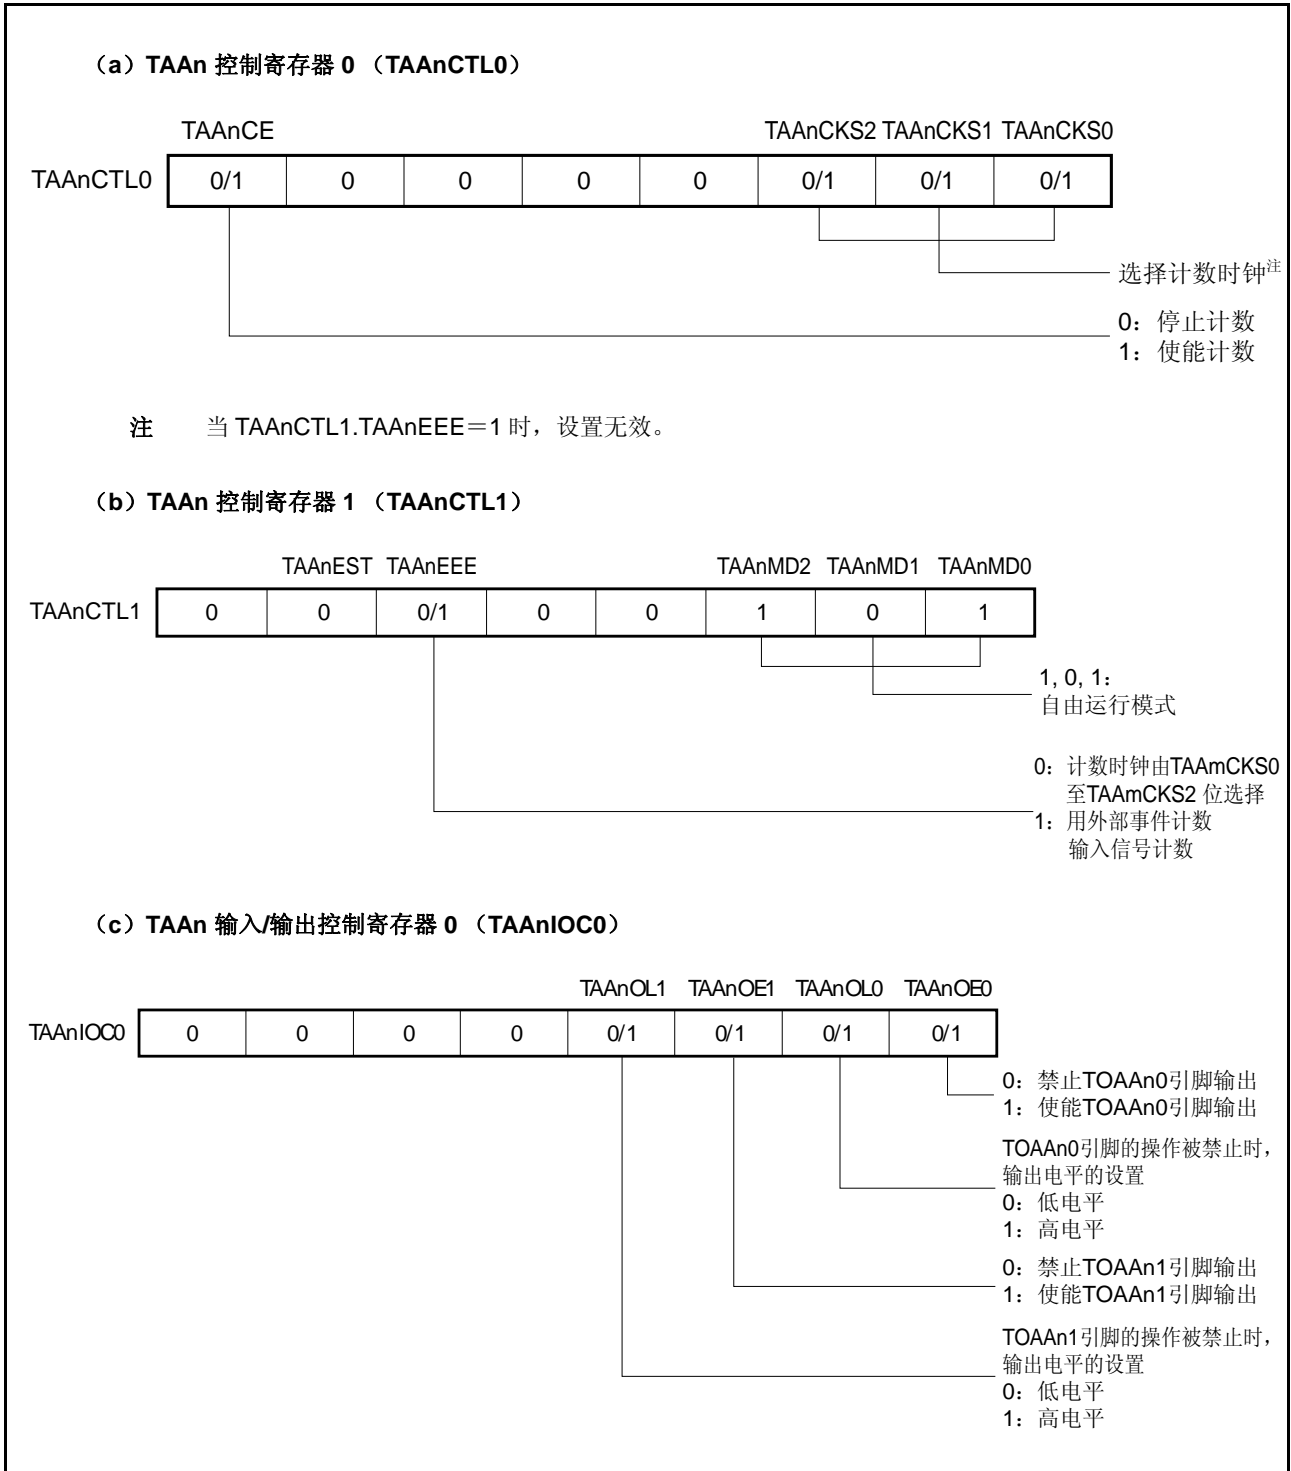 （a）TAAn 控制寄存器 0 （TAAnCTL0）
TAAnCE TAAnCKS2 TAAnCKS1 TAAnCKS0
TAAnCTL0 0/1 0 0 0 0 0/1 0/1 0/1
选择计数时钟注
0：停止计数
1：使能计数
注 当 TAAnCTL1.TAAnEEE＝1 时，设置无效。
（b）TAAn 控制寄存器 1 （TAAnCTL1）
TAAnEST TAAnEEE TAAnMD2 TAAnMD1 TAAnMD0
TAAnCTL1 0 0 0/1 0 0 1 0 1
1, 0, 1：
自由运行模式
0：计数时钟由TAAmCKS0
至TAAmCKS2 位选择
1：用外部事件计数
输入信号计数
（c）TAAn 输入/输出控制寄存器 0 （TAAnIOC0）
TAAnOL1 TAAnOE1 TAAnOL0 TAAnOE0
TAAnIOC0 0 0 0 0 0/1 0/1 0/1 0/1
0：禁止TOAAn0引脚输出
1：使能TOAAn0引脚输出
TOAAn0引脚的操作被禁止时，
输出电平的设置
0：低电平
1：高电平
0：禁止TOAAn1引脚输出
1：使能TOAAn1引脚输出
TOAAn1引脚的操作被禁止时，
输出电平的设置
0：低电平
1：高电平